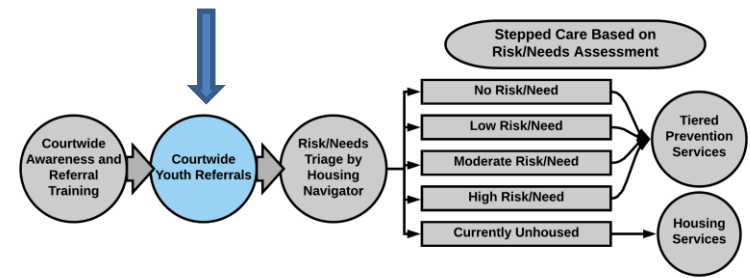 Stepped Care Based on
Risk/Needs Assessment
Courtwide
Awareness and
Referral
Training
Courtwide
Youth Referrals
Risk/Needs
Triage by
Housing
Navigator
No Risk/Need
Low Risk/Need
Moderate Risk/Need
High Risk/Need
Currently Unhoused
Tiered
Prevention
Services
Housing
Services